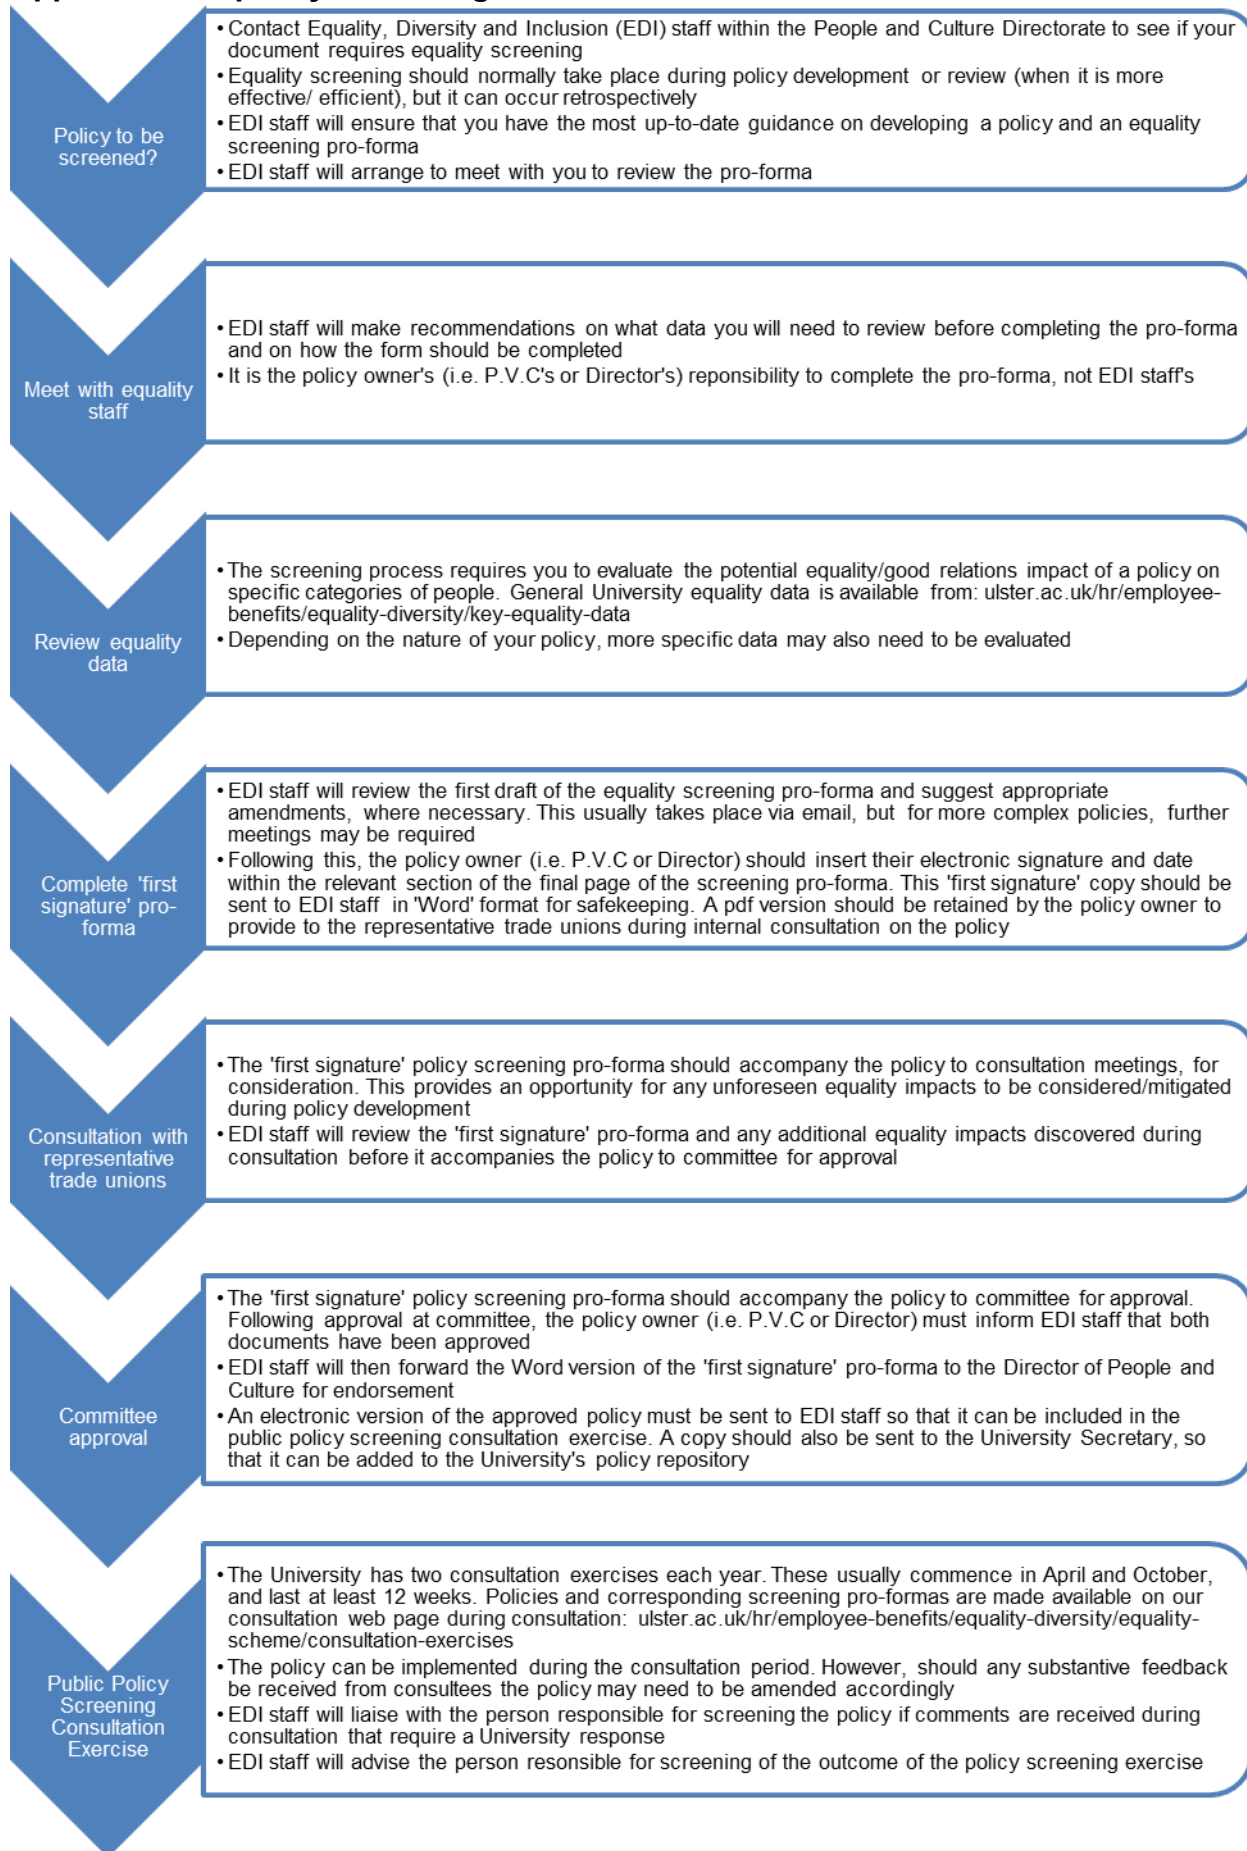 • Contact Equality, Diversity and Inclusion (EDI) staff within the People and Culture Directorate to see if your
document requires equality screening
• Equality screening should normally take place during policy development or review (when it is more
effective/ efficient), but it can occur retrospectively
• EDI staff will ensure that you have the most up-to-date guidance on developing a policy and an equality
screening pro-forma
• EDI staff will arrange to meet with you to review the pro-forma
Policy to be
screened?
• EDI staff will make recommendations on what data you will need to review before completing the pro-forma
and on how the form should be completed
• It is the policy owner's (i.e. P.V.C's or Director's) reponsibility to complete the pro-forma, not EDI staff's
Meet with equality
staff
• The screening process requires you to evaluate the potential equality/good relations impact of a policy on
specific categories of people. General University equality data is available from: ulster.ac.uk/hr/employee-
benefits/equality-diversity/key-equality-data
• Depending on the nature of your policy, more specific data may also need to be evaluated
Review equality
data
• EDI staff will review the first draft of the equality screening pro-forma and suggest appropriate
amendments, where necessary. This usually takes place via email, but for more complex policies, further
meetings may be required
• Following this, the policy owner (i.e. P.V.C or Director) should insert their electronic signature and date
within the relevant section of the final page of the screening pro-forma. This 'first signature' copy should be
sent to EDI staff in 'Word' format for safekeeping. A pdf version should be retained by the policy owner to
provide to the representative trade unions during internal consultation on the policy
Complete 'first
signature' pro-
forma
• The 'first signature' policy screening pro-forma should accompany the policy to consultation meetings, for
consideration. This provides an opportunity for any unforeseen equality impacts to be considered/mitigated
during policy development
• EDI staff will review the 'first signature' pro-forma and any additional equality impacts discovered during
consultation before it accompanies the policy to committee for approval
Consultation with
representative
trade unions
• The 'first signature' policy screening pro-forma should accompany the policy to committee for approval.
Following approval at committee, the policy owner (i.e. P.V.C or Director) must inform EDI staff that both
documents have been approved
• EDI staff will then forward the Word version of the 'first signature' pro-forma to the Director of People and
Culture for endorsement
• An electronic version of the approved policy must be sent to EDI staff so that it can be included in the
public policy screening consultation exercise. A copy should also be sent to the University Secretary, so
that it can be added to the University's policy repository
Committee
approval
• The University has two consultation exercises each year. These usually commence in April and October,
and last at least 12 weeks. Policies and corresponding screening pro-formas are made available on our
consultation web page during consultation: ulster.ac.uk/hr/employee-benefits/equality-diversity/equality-
scheme/consultation-exercises
• The policy can be implemented during the consultation period. However, should any substantive feedback
be received from consultees the policy may need to be amended accordingly
• EDI staff will liaise with the person responsible for screening the policy if comments are received during
consultation that require a University response
• EDI staff will advise the person resonsible for screening of the outcome of the policy screening exercise
Public Policy
Screening
Consultation
Exercise